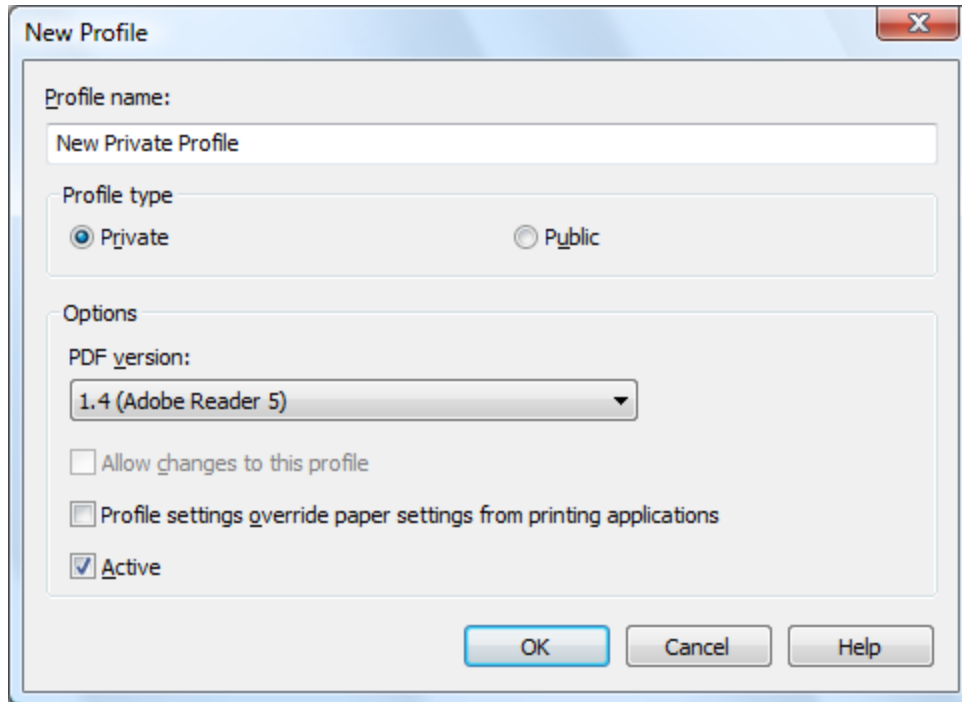 New Profile
Profile name:
New Private Profile
Profile type
Private
Public
Options
PDF version:
1.4 (Adobe Reader 5)
Allow changes to this profile
Profile settings override paper settings from printing applications
Active
OK
Cancel
Help